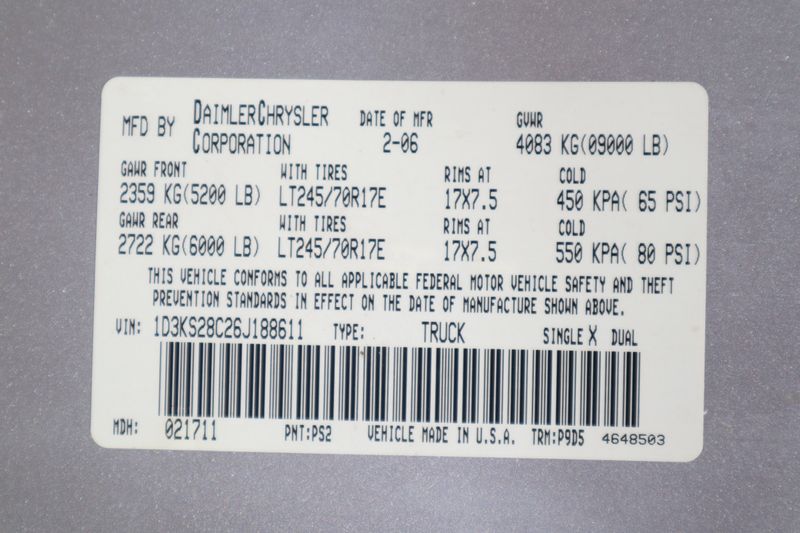 MFD BY DAIMLERCHRYSLER CORPORATION DATE OF MFR 2-06 GVWR 4083 KG(09000 LB)
GAWR FRONT WITH TIRES RIMS AT COLD
2359 KG(5200 LB) LT245/70R17E 17X7.5 450 KPA( 65 PSI)
GAWR REAR WITH TIRES RIMS AT COLD
2722 KG(6000 LB) LT245/70R17E 17X7.5 550 KPA( 80 PSI)
THIS VEHICLE CONFORMS TO ALL APPLICABLE FEDERAL MOTOR VEHICLE SAFETY AND THEFT
PREVENTION STANDARDS IN EFFECT ON THE DATE OF MANUFACTURE SHOWN ABOVE.
VIN: 1D3KS28C26J188611 TYPE: TRUCK SINGLE X DUAL
MDH: 021711 PNT:PS2 VEHICLE MADE IN U.S.A. TRM:P9D5 4648503